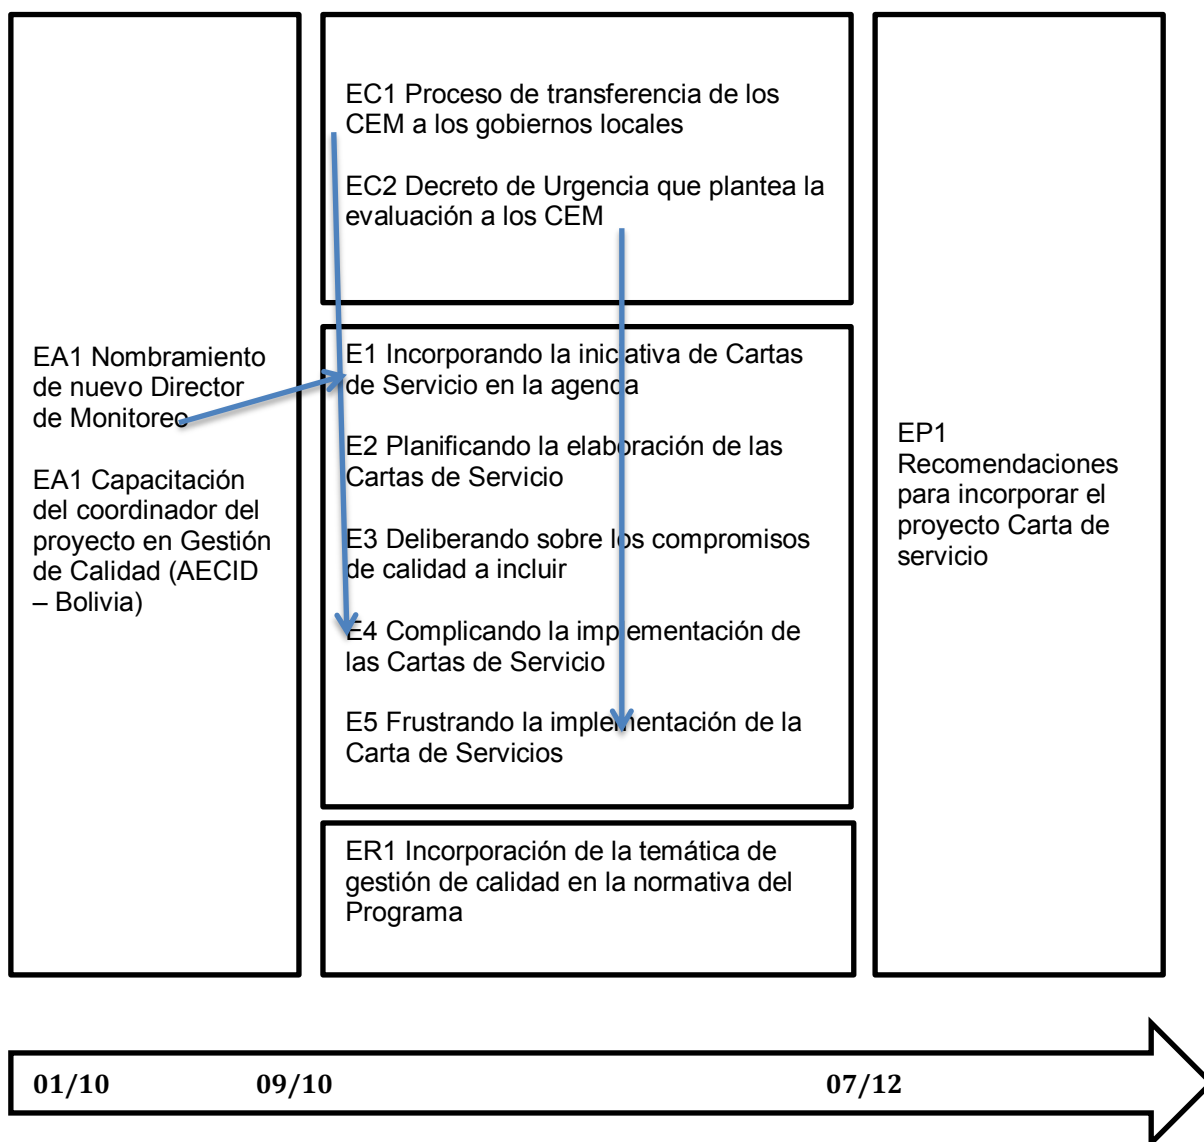 EA1 Nombramiento
de nuevo Director
de Monitoreo
EA1 Capacitación
del coordinador del
proyecto en Gestión
de Calidad (AECID
– Bolivia)
EC1 Proceso de transferencia de los
CEM a los gobiernos locales
EC2 Decreto de Urgencia que plantea la
evaluación a los CEM
E1 Incorporando la iniciativa de Cartas
de Servicio en la agenda
E2 Planificando la elaboración de las
Cartas de Servicio
E3 Deliberando sobre los compromisos
de calidad a incluir
E4 Complicando la implementación de
las Cartas de Servicio
E5 Frustrando la implementación de la
Carta de Servicios
ER1 Incorporación de la temática de
gestión de calidad en la normativa del
Programa
EP1
Recomendaciones
para incorporar el
proyecto Carta de
servicio
01/10 09/10 07/12